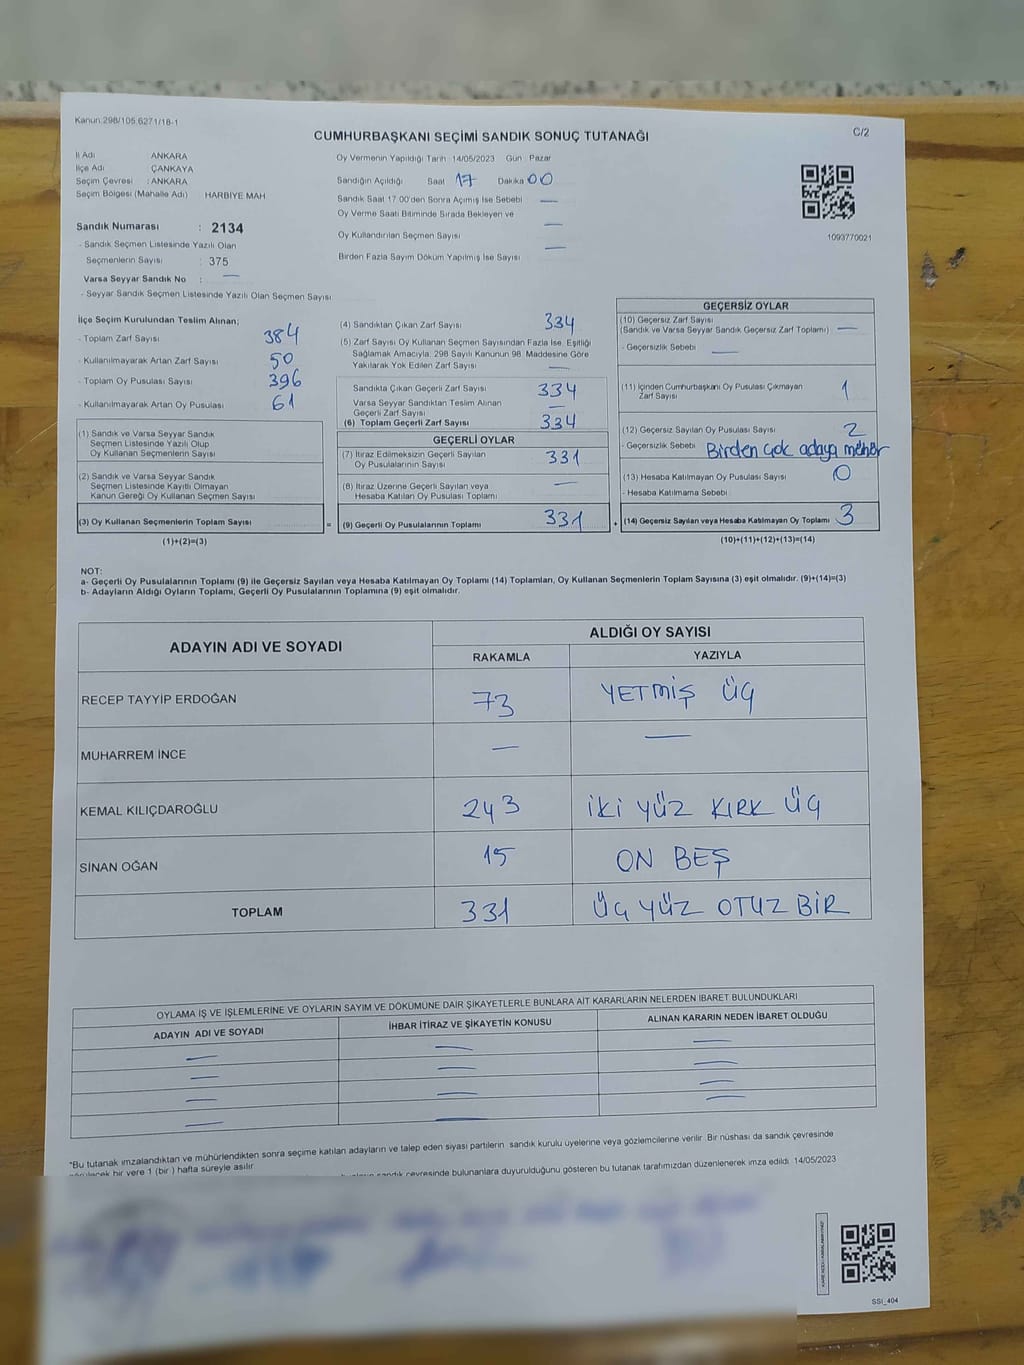 Kanun:298/105.6271/18-1
CUMHURBAŞKANI SEÇİMİ SANDIK SONUÇ TUTANAĞI
C/2
İl Adı ANKARA
İlçe Adı ÇANKAYA
Seçim Çevresi : ANKARA
Seçim Bölgesi (Mahalle Adı) HARBİYE MAH
Sandık Numarası : 2134
- Sandık Seçmen Listesinde Yazılı Olan
Seçmenlerin Sayısı : 375
Varsa Seyyar Sandık No : —
- Seyyar Sandık Seçmen Listesinde Yazılı Olan Seçmen Sayısı
Oy Vermenin Yapıldığı Tarih 14/05/2023 Gün Pazar
Sandığın Açıldığı Saat 17 Dakika 00
Sandık Saat 17:00'den Sonra Açımış İse Sebebi —
Oy Verme Saati Bitiminde Sırada Bekleyen ve
Oy Kullandırılan Seçmen Sayısı —
Birden Fazla Sayım Döküm Yapılmış İse Sayısı —
1093770021
İlçe Seçim Kurulundan Teslim Alınan;
- Toplam Zarf Sayısı 384
- Kullanılmayarak Artan Zarf Sayısı 50
- Toplam Oy Pusulası Sayısı 396
- Kullanılmayarak Artan Oy Pusulası 61
(1) Sandık ve Varsa Seyyar Sandık
Seçmen Listesinde Yazılı Olup
Oy Kullanan Seçmenlerin Sayısı
(2) Sandık ve Varsa Seyyar Sandık
Seçmen Listesinde Kayıtlı Olmayan
Kanun Gereği Oy Kullanan Seçmen Sayısı
(3) Oy Kullanan Seçmenlerin Toplam Sayısı =
(1)+(2)=(3)
(4) Sandıktan Çıkan Zarf Sayısı 334
(5) Zarf Sayısı Oy Kullanan Seçmen Sayısından Fazla İse, Eşitliği
Sağlamak Amacıyla; 298 Sayılı Kanunun 98. Maddesine Göre
Yakılarak Yok Edilen Zarf Sayısı —
Sandıkta Çıkan Geçerli Zarf Sayısı 334
Varsa Seyyar Sandıktan Teslim Alınan
Geçerli Zarf Sayısı —
(6) Toplam Geçerli Zarf Sayısı 334
GEÇERLİ OYLAR
(7) İtiraz Edilmeksizin Geçerli Sayılan
Oy Pusulasının Sayısı 331
(8) İtiraz Üzerine Geçerli Sayılan veya
Hesaba Katılan Oy Pusulası Toplamı —
(9) Geçerli Oy Pusulalarının Toplamı 331 +
GEÇERSİZ OYLAR
(10) Geçersiz Zarf Sayısı
(Sandık ve Varsa Seyyar Sandık Geçersiz Zarf Toplamı) —
- Geçersizlik Sebebi : —
(11) İçinden Cumhurbaşkanı Oy Pusulası Çıkmayan
Zarf Sayısı 1
(12) Geçersiz Sayılan Oy Pusulası Sayısı 2
- Geçersizlik Sebebi : Birden çok adaya mühür
(13) Hesaba Katılmayan Oy Pusulası Sayısı 0
- Hesaba Katılmama Sebebi :
(14) Geçersiz Sayılan veya Hesaba Katılmayan Oy Toplamı 3
(10)+(11)+(12)+(13)=(14)
NOT:
a- Geçerli Oy Pusulalarının Toplamı (9) ile Geçersiz Sayılan veya Hesaba Katılmayan Oy Toplamı (14) Toplamları, Oy Kullanan Seçmenlerin Toplam Sayısına (3) eşit olmalıdır. (9)+(14)=(3)
b- Adayların Aldığı Oyların Toplamı, Geçerli Oy Pusulalarının Toplamına (9) eşit olmalıdır.
ADAYIN ADI VE SOYADI ALDIĞI OY SAYISI
RAKAMLA YAZIYLA
RECEP TAYYİP ERDOĞAN 73 YETMİŞ ÜÇ
MUHARREM İNCE — —
KEMAL KILIÇDAROĞLU 243 İKİ YÜZ KIRK ÜÇ
SİNAN OĞAN 15 ON BEŞ
TOPLAM 331 ÜÇ YÜZ OTUZ BİR
OYLAMA İŞ VE İŞLEMLERİNE VE OYLARIN SAYIM VE DÖKÜMÜNE DAİR ŞİKAYETLERLE BUNLARA AİT KARARLARIN NELERDEN İBARET BULUNDUKLARI
ADAYIN ADI VE SOYADI İHBAR İTİRAZ VE ŞİKAYETİN KONUSU ALINAN KARARIN NEDEN İBARET OLDUĞU
— — —
— — —
— — —
— — —
*Bu tutanak imzalandıktan ve mühürlendikten sonra seçime katılan adayların ve talep eden siyasi partilerin sandık kurulu üyelerine veya gözlemcilerine verilir. Bir nüshası da sandık çevresinde
bir yere 1 (bir ) hafta süreyle asılır
sandık çevresinde bulunanlara duyurulduğunu gösteren bu tutanak tarafımızdan düzenlenerek imza edildi. 14/05/2023
SSI_404